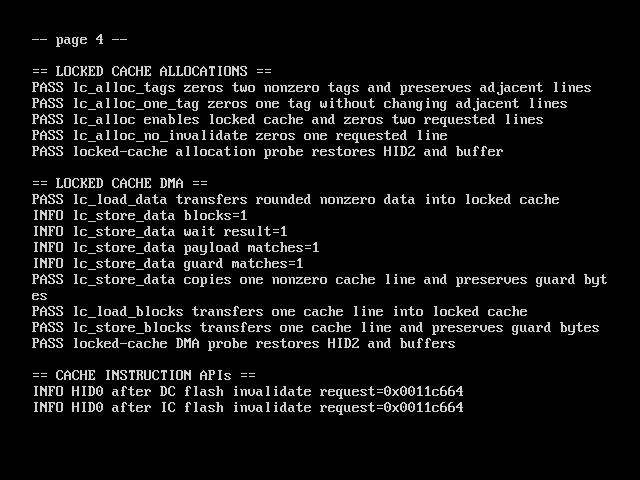 -- page 4 --
== LOCKED CACHE ALLOCATIONS ==
PASS lc_alloc_tags zeros two nonzero tags and preserves adjacent lines
PASS lc_alloc_one_tag zeros one tag without changing adjacent lines
PASS lc_alloc enables locked cache and zeros two requested lines
PASS lc_alloc_no_invalidate zeros one requested line
PASS locked-cache allocation probe restores HID2 and buffer
== LOCKED CACHE DMA ==
PASS lc_load_data transfers rounded nonzero data into locked cache
INFO lc_store_data blocks=1
INFO lc_store_data wait result=1
INFO lc_store_data payload matches=1
INFO lc_store_data guard matches=1
PASS lc_store_data copies one nonzero cache line and preserves guard byt
es
PASS lc_load_blocks transfers one cache line into locked cache
PASS lc_store_blocks transfers one cache line and preserves guard bytes
PASS locked-cache DMA probe restores HID2 and buffers
== CACHE INSTRUCTION APIs ==
INFO HID0 after DC flash invalidate request=0x0011c664
INFO HID0 after IC flash invalidate request=0x0011c664